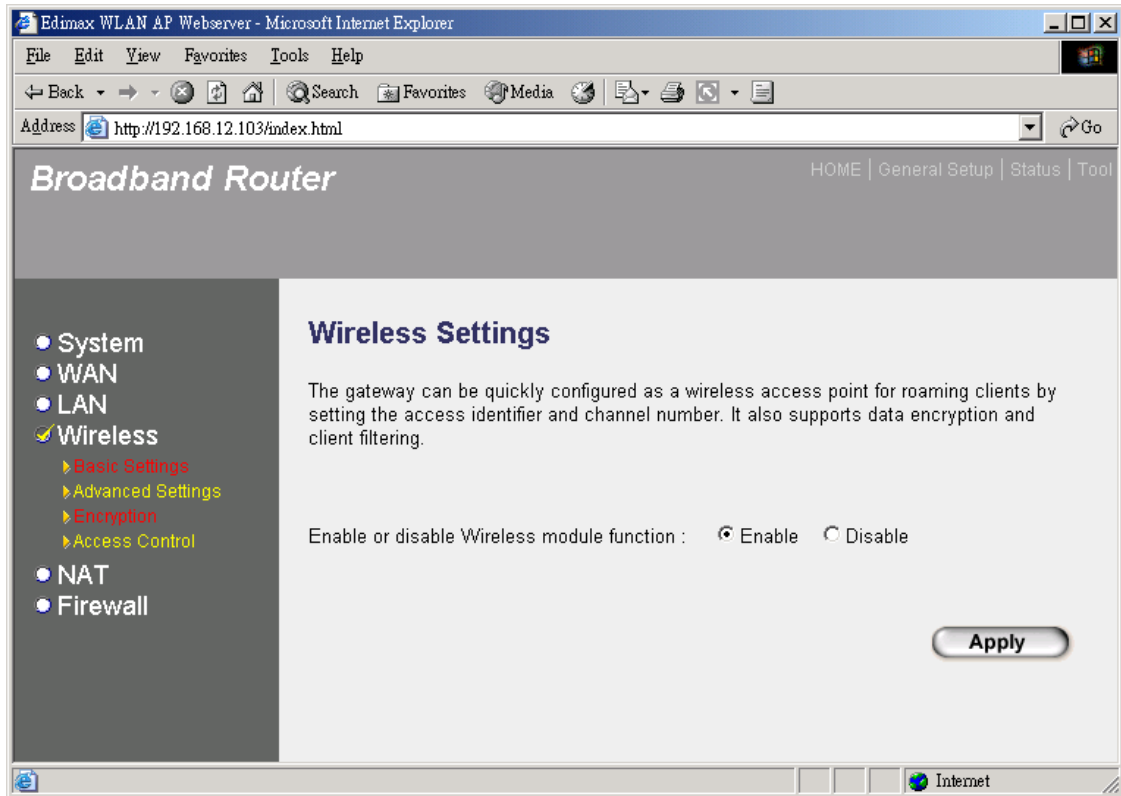 Edimax WLAN AP Webserver - Microsoft Internet Explorer
File Edit View Favorites Tools Help
Back Search Favorites Media
Address http://192.168.12.103/index.html Go
Broadband Router
HOME | General Setup | Status | Tool
System
WAN
LAN
Wireless
Basic Settings
Advanced Settings
Encryption
Access Control
NAT
Firewall
Wireless Settings
The gateway can be quickly configured as a wireless access point for roaming clients by
setting the access identifier and channel number. It also supports data encryption and
client filtering.
Enable or disable Wireless module function : Enable Disable
Apply
Internet